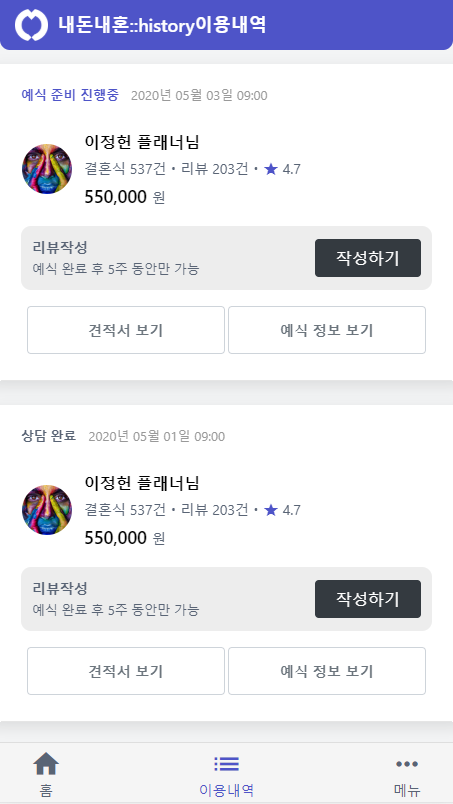 내돈내혼::history이용내역
예식 준비 진행중 2020년 05월 03일 09:00
이정헌 플래너님
결혼식 537건 • 리뷰 203건 • ★ 4.7
550,000 원
리뷰작성
예식 완료 후 5주 동안만 가능
작성하기
견적서 보기 예식 정보 보기
상담 완료 2020년 05월 01일 09:00
이정헌 플래너님
결혼식 537건 • 리뷰 203건 • ★ 4.7
550,000 원
리뷰작성
예식 완료 후 5주 동안만 가능
작성하기
견적서 보기 예식 정보 보기
홈 이용내역 메뉴